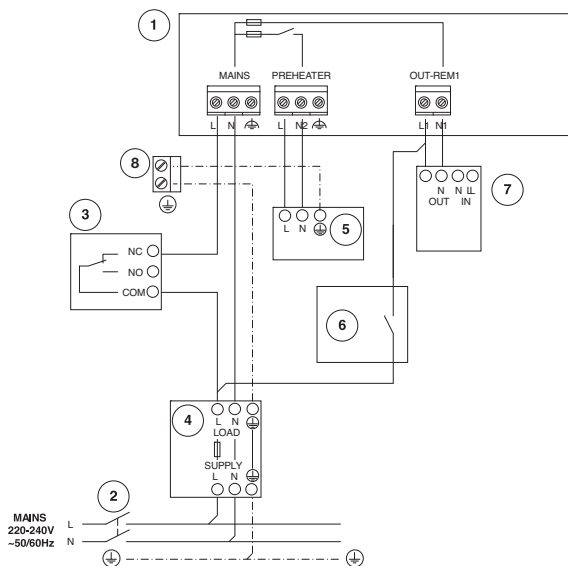 1
MAINS PREHEATER OUT-REM1
L N L N2 L1 N1
8
3
NC
NO
COM
L N
5
N N LL
OUT IN
7
6
4
L N
LOAD
SUPPLY
L N
2
MAINS
220-240V
~50/60Hz
L
N